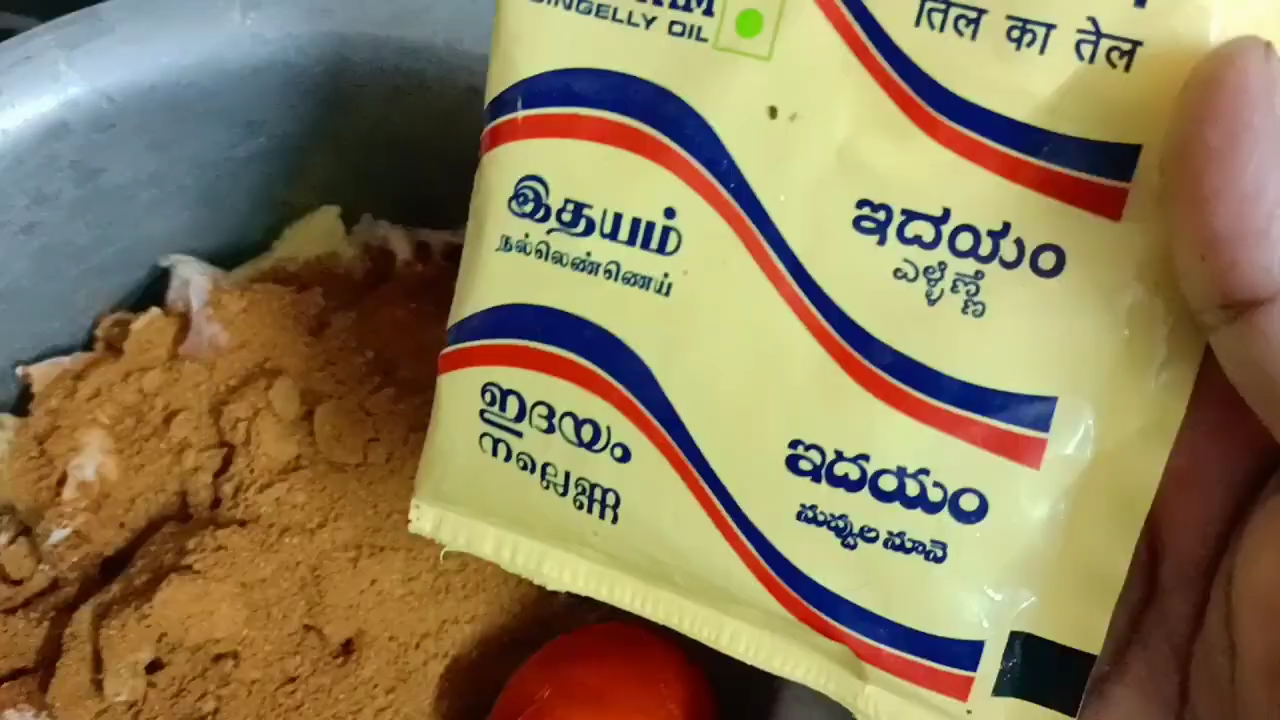 GINGELLY OIL
तिल का तेल
இதயம்
நல்லெண்ணெய்
ಇದಯಂ
ಎಳ್ಳೆಣ್ಣೆ
ഇദയം
നല്ലെണ്ണ
ఇదయం
నువ్వుల నూనె